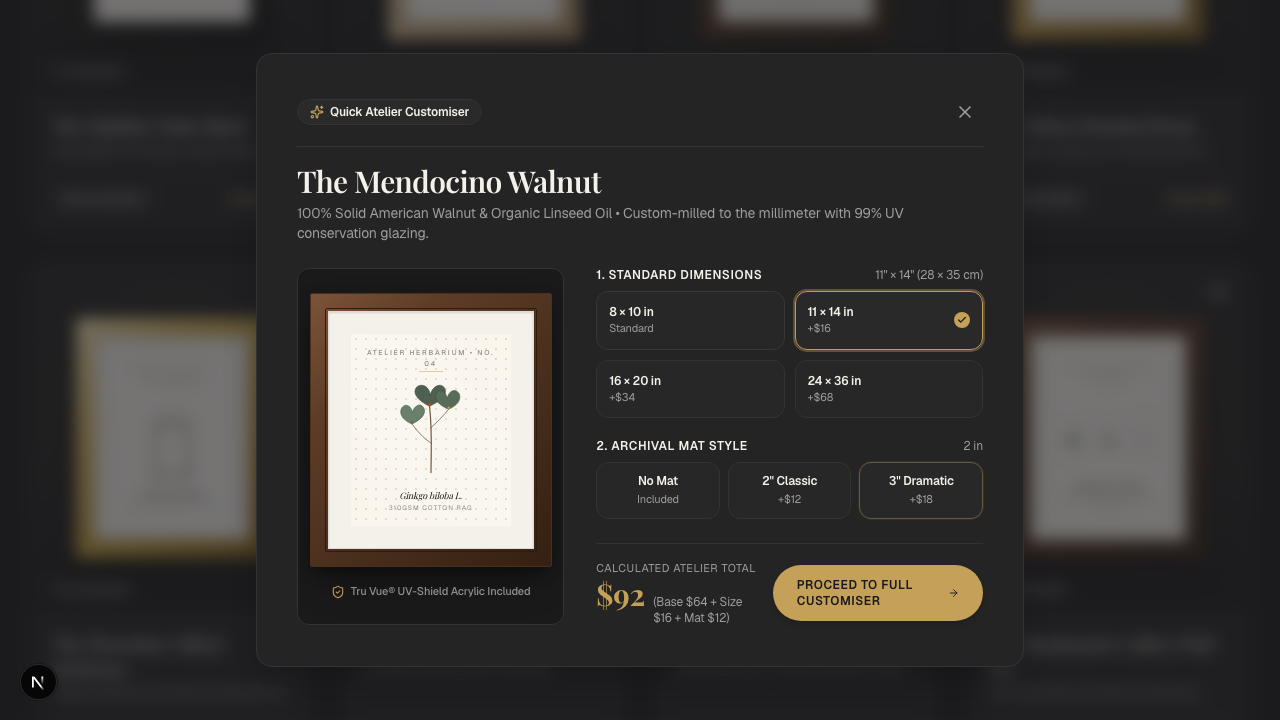 Quick Atelier Customiser
The Mendocino Walnut
100% Solid American Walnut & Organic Linseed Oil • Custom-milled to the millimeter with 99% UV
conservation glazing.
ATELIER HERBARIUM • NO.
04
Ginkgo biloba L.
310GSM COTTON RAG
Tru Vue® UV-Shield Acrylic Included
1. STANDARD DIMENSIONS
11" × 14" (28 × 35 cm)
8 × 10 in
Standard
11 × 14 in
+$16
16 × 20 in
+$34
24 × 36 in
+$68
2. ARCHIVAL MAT STYLE
2 in
No Mat
Included
2" Classic
+$12
3" Dramatic
+$18
CALCULATED ATELIER TOTAL
$92
(Base $64 + Size
$16 + Mat $12)
PROCEED TO FULL
CUSTOMISER
N